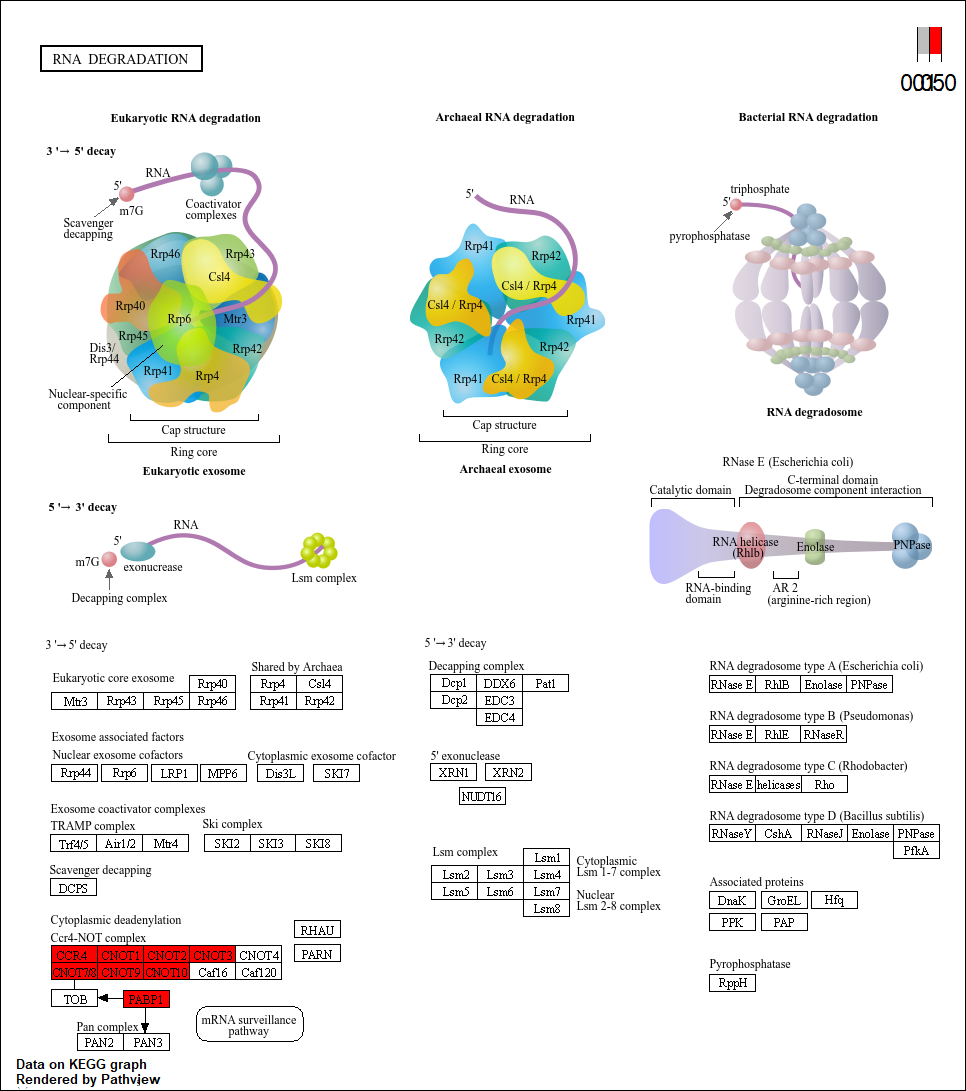 RNA DEGRADATION
Eukaryotic RNA degradation
3 '→ 5' decay
RNA
5'
m7G
Scavenger
decapping
Coactivator
complexes
Rrp46
Rrp43
Csl4
Rrp40
Rrp6
Mtr3
Rrp45
Dis3/
Rrp44
Rrp42
Rrp41
Rrp4
Nuclear-specific
component
Cap structure
Ring core
Eukaryotic exosome
Archaeal RNA degradation
5'
RNA
Rrp41
Rrp42
Csl4 / Rrp4
Csl4 / Rrp4
Rrp41
Rrp42
Rrp42
Rrp41
Csl4 / Rrp4
Cap structure
Ring core
Archaeal exosome
Bacterial RNA degradation
triphosphate
5'
pyrophosphatase
RNA degradosome
RNase E (Escherichia coli)
C-terminal domain
Catalytic domain
Degradosome component interaction
RNA helicase
(Rhlb)
Enolase
PNPase
RNA-binding
domain
AR 2
(arginine-rich region)
5 '→ 3' decay
RNA
5'
m7G
exonucrease
Lsm complex
Decapping complex
3 '→ 5' decay
Eukaryotic core exosome
Rrp40
Mtr3 Rrp43 Rrp45 Rrp46
Shared by Archaea
Rrp4 Csl4
Rrp41 Rrp42
Exosome associated factors
Nuclear exosome cofactors
Rrp44 Rrp6 LRP1 MPP6
Cytoplasmic exosome cofactor
Dis3L SKI7
Exosome coactivator complexes
TRAMP complex
Trf4/5 Air1/2 Mtr4
Ski complex
SKI2 SKI3 SKI8
Scavenger decapping
DCPS
Cytoplasmic deadenylation
Ccr4-NOT complex
CCR4 CNOT1 CNOT2 CNOT3 CNOT4
CNOT7/8 CNOT9 CNOT10 Caf16 Caf120
RHAU
PARN
TOB PABP1
Pan complex
PAN2 PAN3
mRNA surveillance
pathway
5 '→ 3' decay
Decapping complex
Dcp1 DDX6 Pat1
Dcp2 EDC3
EDC4
5' exonuclease
XRN1 XRN2
NUDT16
Lsm complex
Lsm1
Lsm2 Lsm3 Lsm4
Lsm5 Lsm6 Lsm7
Lsm8
Cytoplasmic
Lsm 1-7 complex
Nuclear
Lsm 2-8 complex
RNA degradosome type A (Escherichia coli)
RNase E RhlB Enolase PNPase
RNA degradosome type B (Pseudomonas)
RNase E RhlE RNaseR
RNA degradosome type C (Rhodobacter)
RNase E helicases Rho
RNA degradosome type D (Bacillus subtilis)
RNaseY CshA RNaseJ Enolase PNPase
PfkA
Associated proteins
DnaK GroEL Hfq
PPK PAP
Pyrophosphatase
RppH
Data on KEGG graph
Rendered by Pathview